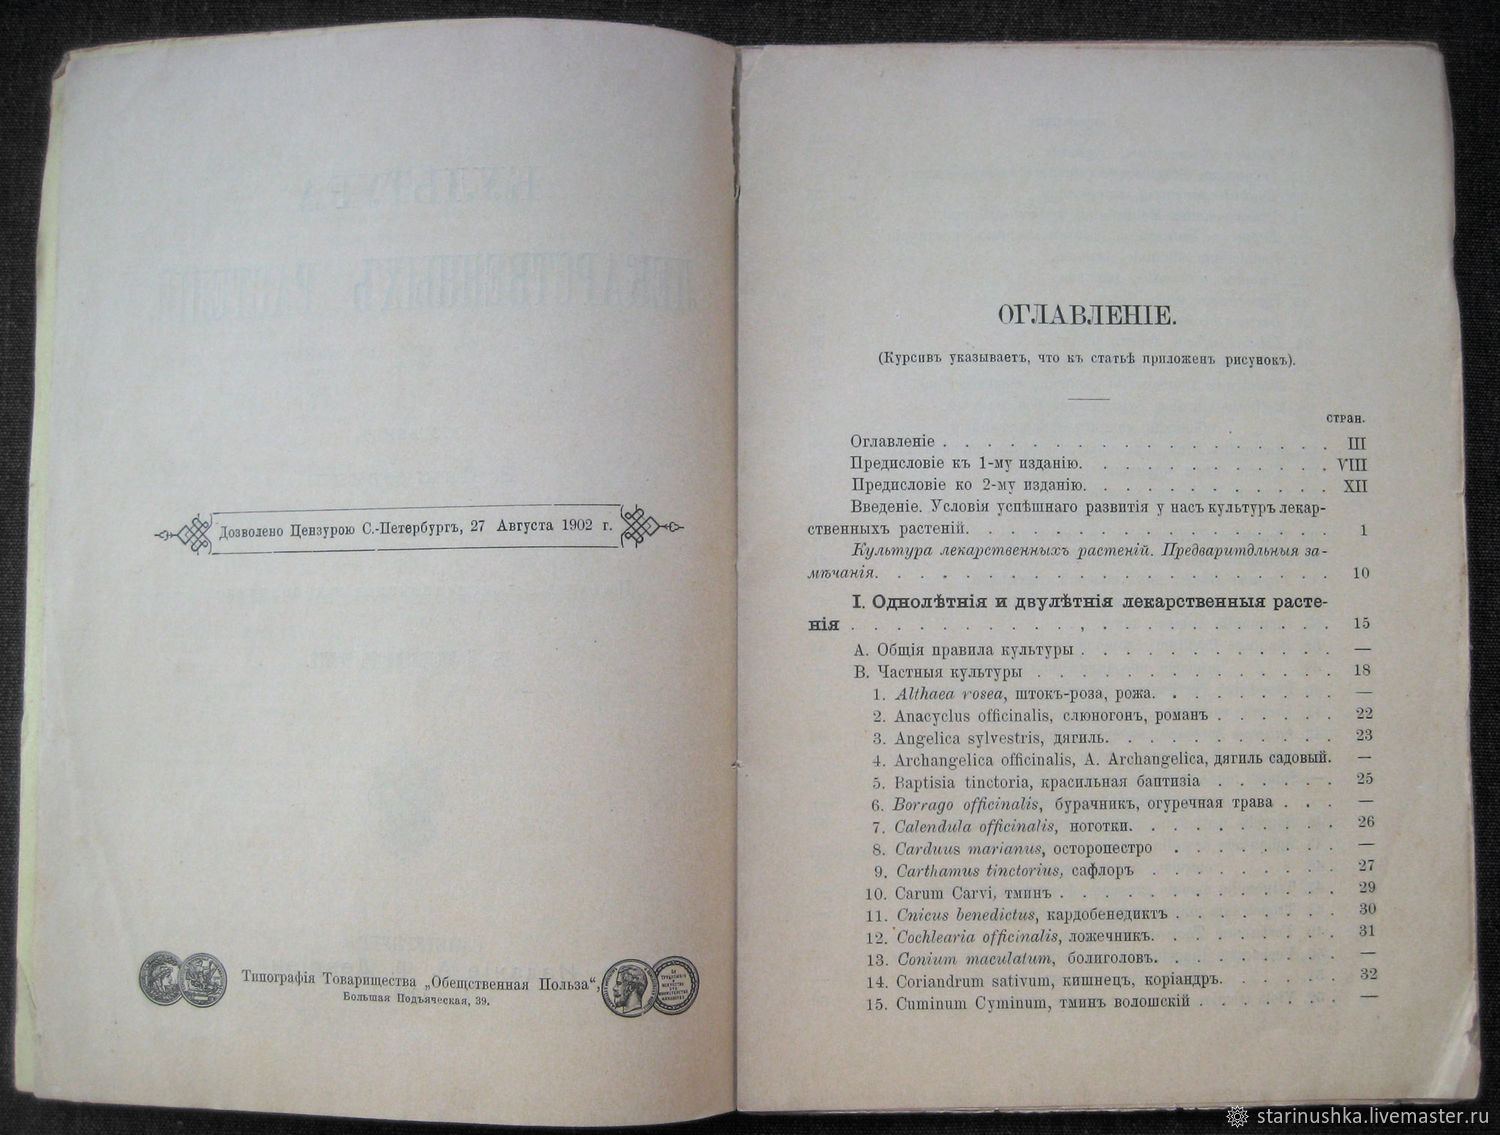 КУЛЬТУРА
ЛЕКАРСТВЕННЫХЪ РАСТЕНІЙ.
Дозволено Цензурою С.-Петербургъ, 27 Августа 1902 г.
Типографія Товарищества „Общественная Польза“,
Большая Подъяческая, 39.
ОГЛАВЛЕНІЕ.
(Курсивъ указываетъ, что къ статьѣ приложенъ рисунокъ).
стран.
Оглавленіе . . . . . . . . . . . . . . . . . . III
Предисловіе къ 1-му изданію. . . . . . . . . . . . VIII
Предисловіе ко 2-му изданію. . . . . . . . . . . . XII
Введеніе. Условія успѣшнаго развитія у насъ культуръ лекар-
ственныхъ растеній. . . . . . . . . . . . . . . . . 1
Культура лекарственныхъ растеній. Предваритдльныя за-
мѣчанія. . . . . . . . . . . . . . . . . . . . . 10
I. Однолѣтнія и двулѣтнія лекарственныя расте-
нія . . . . . . . . . . . . . . . . . . . . . . 15
А. Общія правила культуры . . . . . . . . . . . . —
В. Частныя культуры . . . . . . . . . . . . . . 18
1. Althaea rosea, штокъ-роза, рожа. . . . . . . . . —
2. Anacyclus officinalis, слюногонъ, романъ . . . . . . 22
3. Angelica sylvestris, дягиль. . . . . . . . . . . 23
4. Archangelica officinalis, A. Archangelica, дягиль садовый. —
5. Baptisia tinctoria, красильная баптизія . . . . . . 25
6. Borrago officinalis, бурачникъ, огуречная трава . . . —
7. Calendula officinalis, ноготки. . . . . . . . . . 26
8. Carduus marianus, осторопестро . . . . . . . . —
9. Carthamus tinctorius, сафлоръ . . . . . . . . . 27
10. Carum Carvi, тминъ . . . . . . . . . . . . . 29
11. Cnicus benedictus, кардобенедиктъ . . . . . . . . 30
12. Cochlearia officinalis, ложечникъ. . . . . . . . . 31
13. Conium maculatum, болиголовъ. . . . . . . . . —
14. Coriandrum sativum, кишнецъ, коріандръ. . . . . . 32
15. Cuminum Cyminum, тминъ волошскій . . . . . . . —
starinushka.livemaster.ru